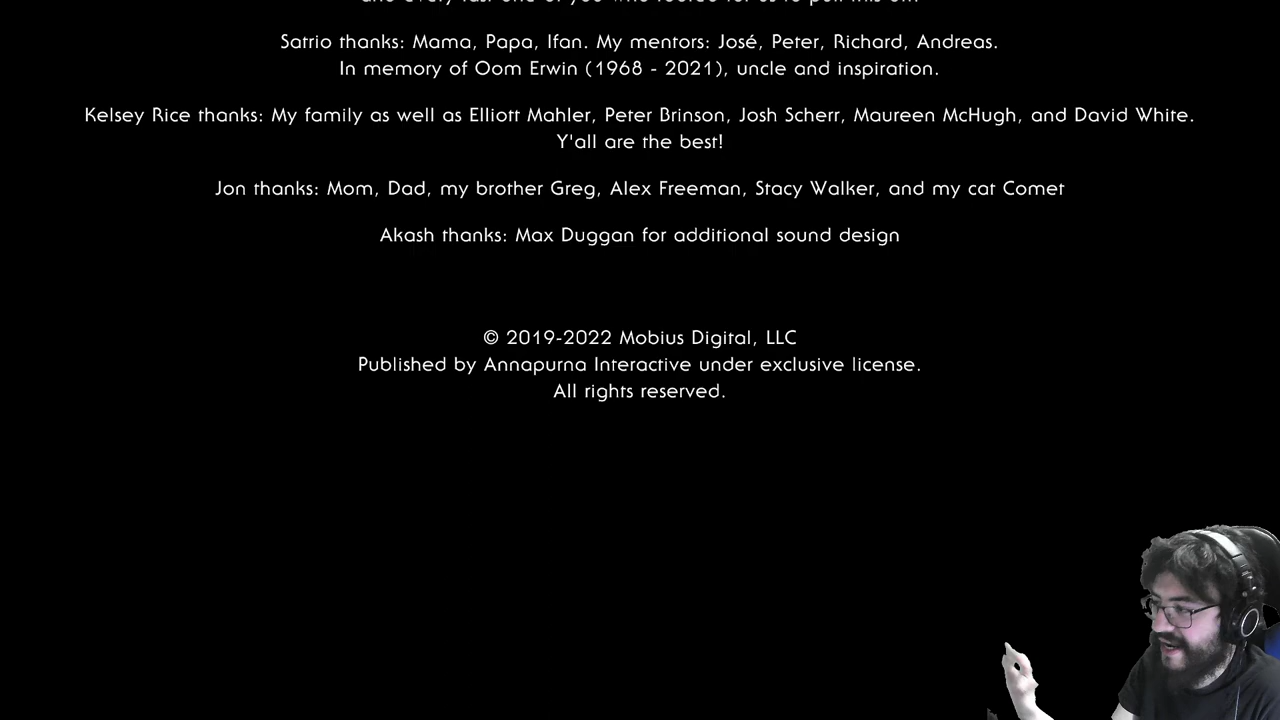 Satrio thanks: Mama, Papa, Ifan. My mentors: José, Peter, Richard, Andreas.
In memory of Oom Erwin (1968 - 2021), uncle and inspiration.
Kelsey Rice thanks: My family as well as Elliott Mahler, Peter Brinson, Josh Scherr, Maureen McHugh, and David White.
Y'all are the best!
Jon thanks: Mom, Dad, my brother Greg, Alex Freeman, Stacy Walker, and my cat Comet
Akash thanks: Max Duggan for additional sound design
© 2019-2022 Mobius Digital, LLC
Published by Annapurna Interactive under exclusive license.
All rights reserved.